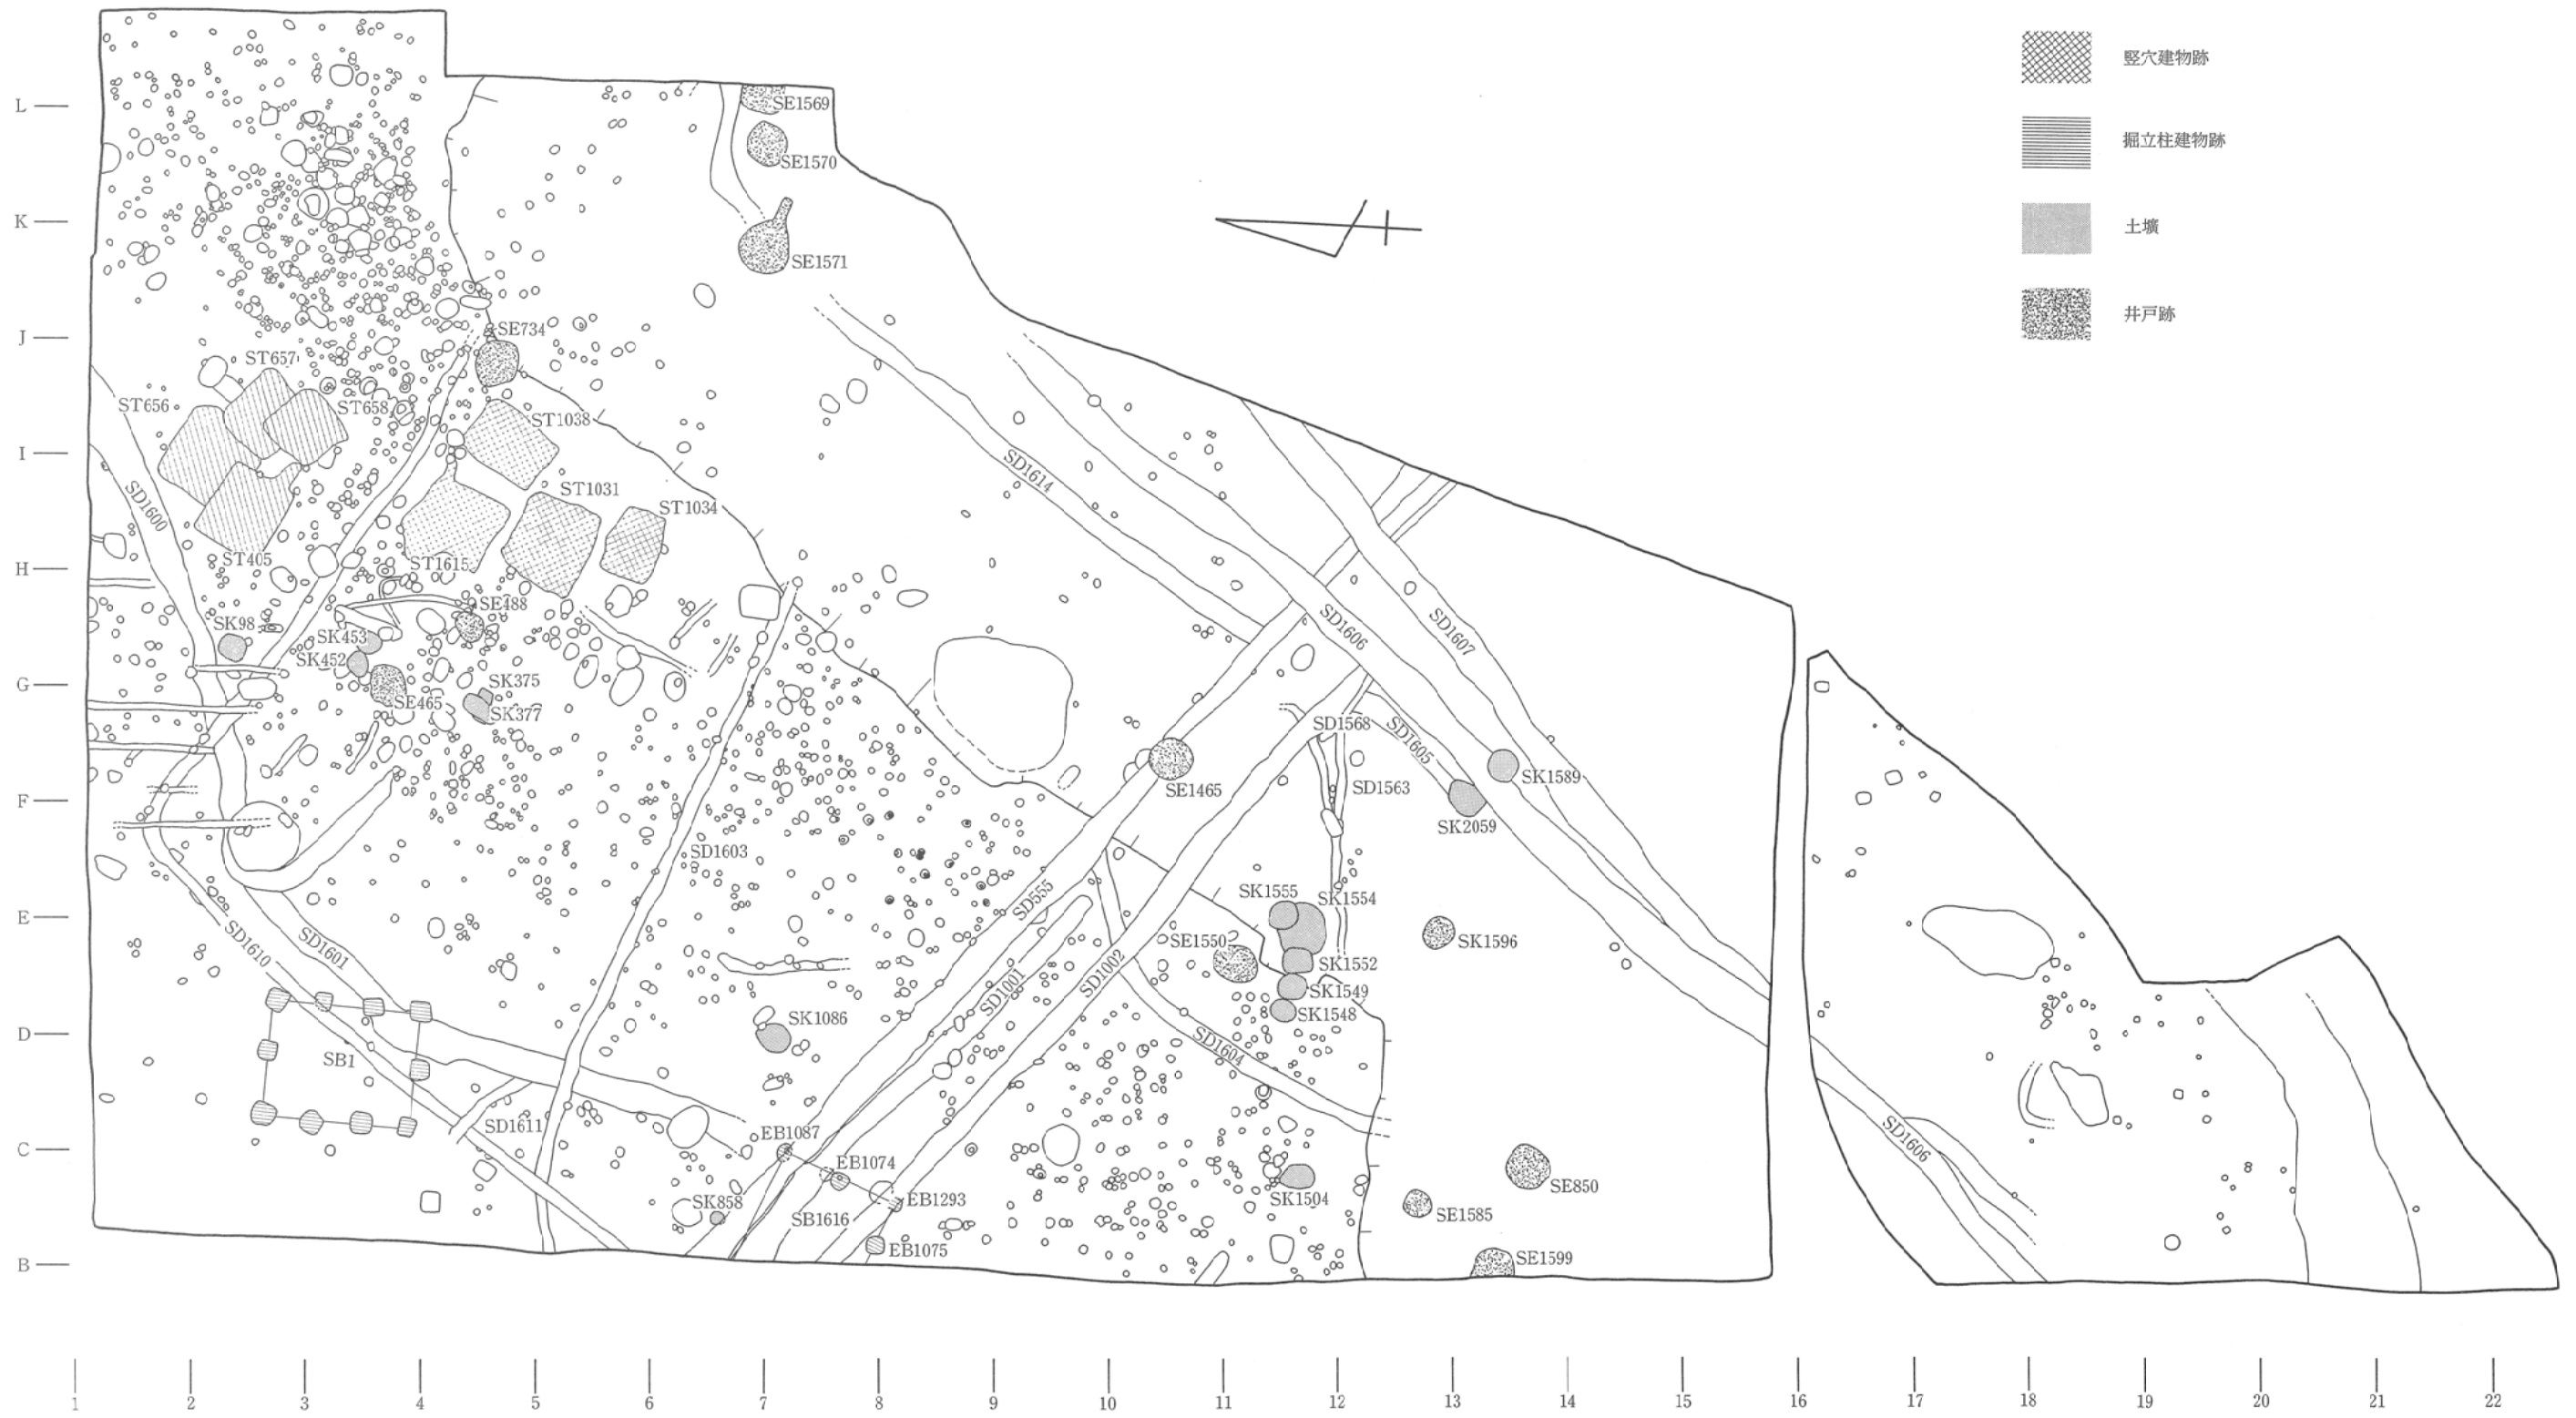 竪穴建物跡
掘立柱建物跡
土壙
井戸跡
L
K
J
I
H
G
F
E
D
C
B
SE1569
SE1570
SE1571
SE734
ST657
ST656
ST658
ST1038
SD1600
ST405
ST1031
ST1034
ST1615
SD1614
SE488
SK98
SK453
SK452
SE465
SK375
SK377
SD1606
SD1607
SD1568
SD1605
SE1465
SD1563
SK1589
SK2059
SD1603
SD555
SK1555
SK1554
SD1610
SD1601
SE1550
SK1596
SK1552
SD1002
SD1001
SK1549
SK1548
SK1086
SD1604
SB1
SD1611
EB1087
EB1074
SK858
EB1293
SB1616
EB1075
SK1504
SE850
SE1585
SE1599
SD1606
1 2 3 4 5 6 7 8 9 10 11 12 13 14 15 16 17 18 19 20 21 22